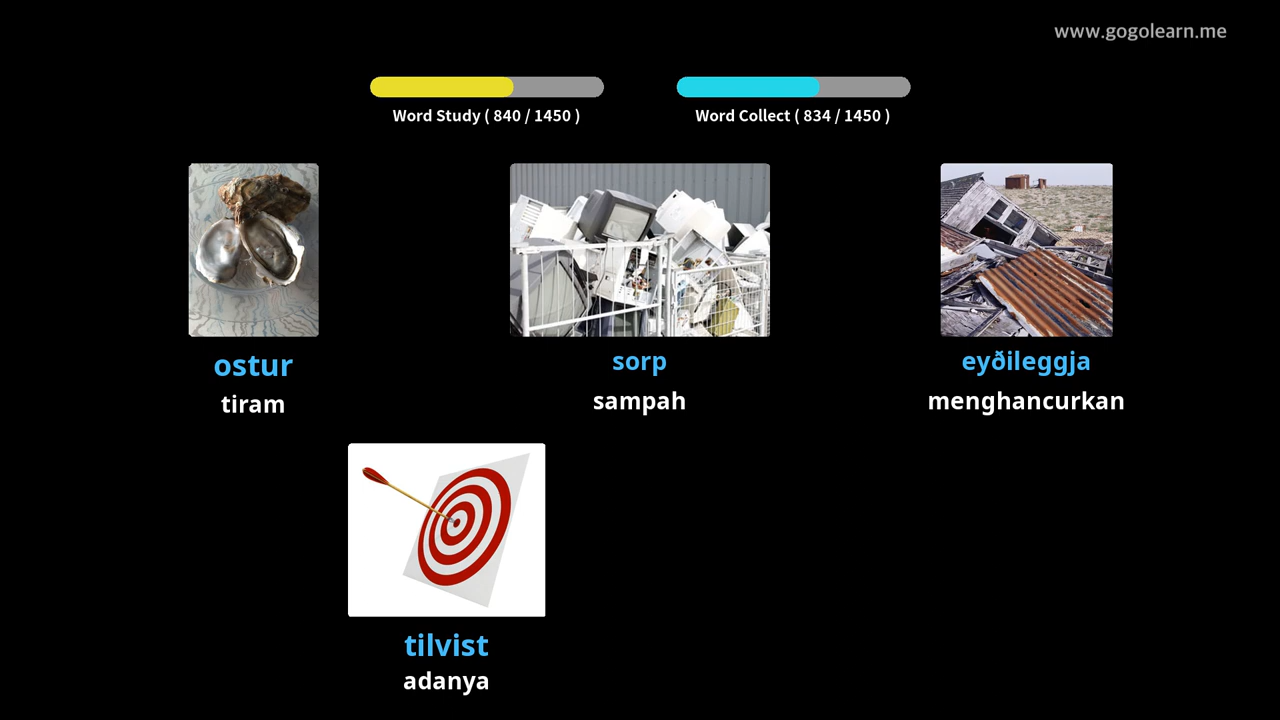 www.gogolearn.me
Word Study ( 840 / 1450 )
Word Collect ( 834 / 1450 )
ostur
tiram
sorp
sampah
eyðileggja
menghancurkan
tilvist
adanya